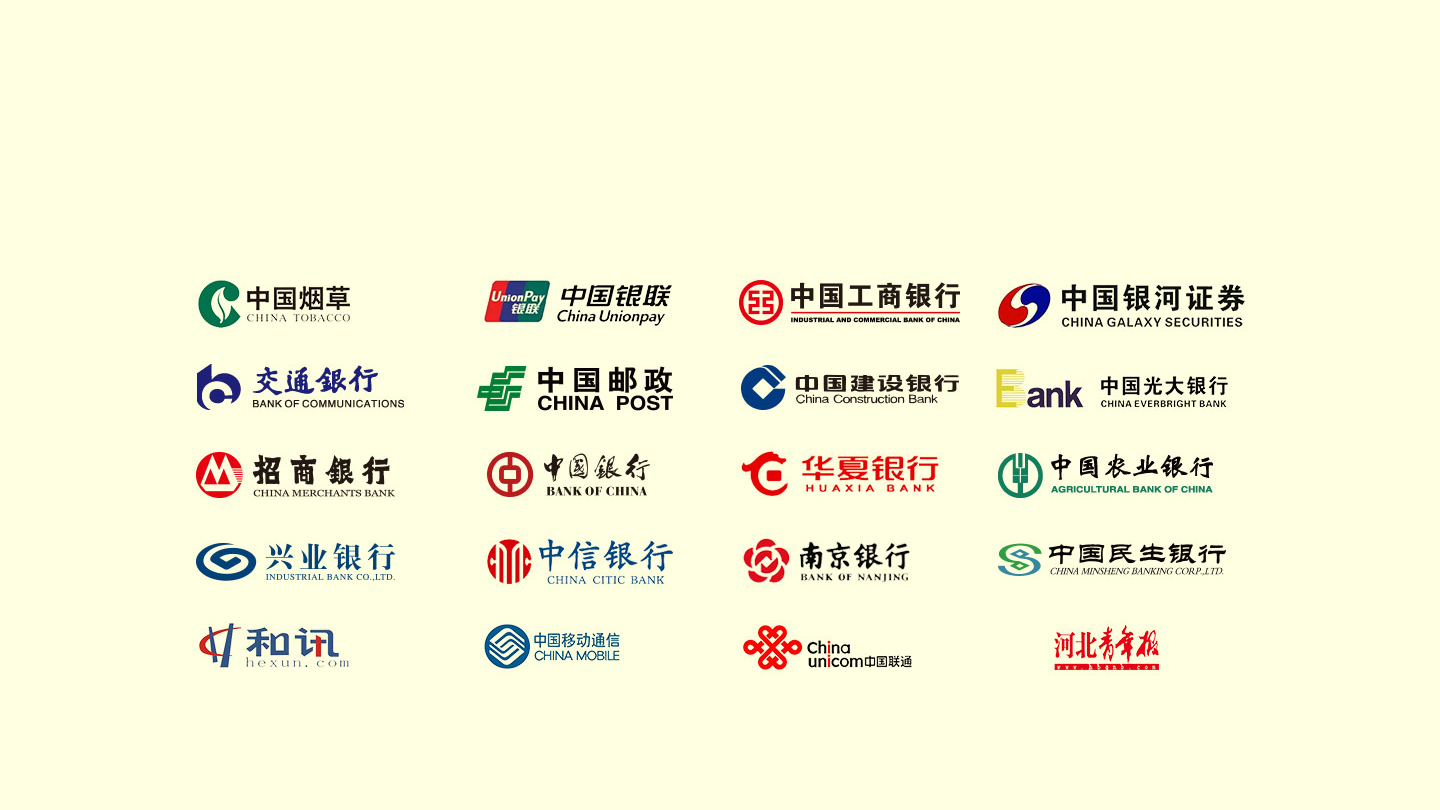 中国烟草
CHINA TOBACCO
UnionPay
银联
中国银联
China Unionpay
中国工商银行
INDUSTRIAL AND COMMERCIAL BANK OF CHINA
中国银河证券
CHINA GALAXY SECURITIES
交通銀行
BANK OF COMMUNICATIONS
中国邮政
CHINA POST
中国建设银行
China Construction Bank
Bank
中国光大银行
CHINA EVERBRIGHT BANK
招商銀行
CHINA MERCHANTS BANK
中國銀行
BANK OF CHINA
华夏银行
HUAXIA BANK
中国农业银行
AGRICULTURAL BANK OF CHINA
兴业银行
INDUSTRIAL BANK CO.,LTD.
中信银行
CHINA CITIC BANK
南京银行
BANK OF NANJING
中国民生银行
CHINA MINSHENG BANKING CORP.,LTD.
和讯
hexun.com
中国移动通信
CHINA MOBILE
China
unicom中国联通
河北青年报